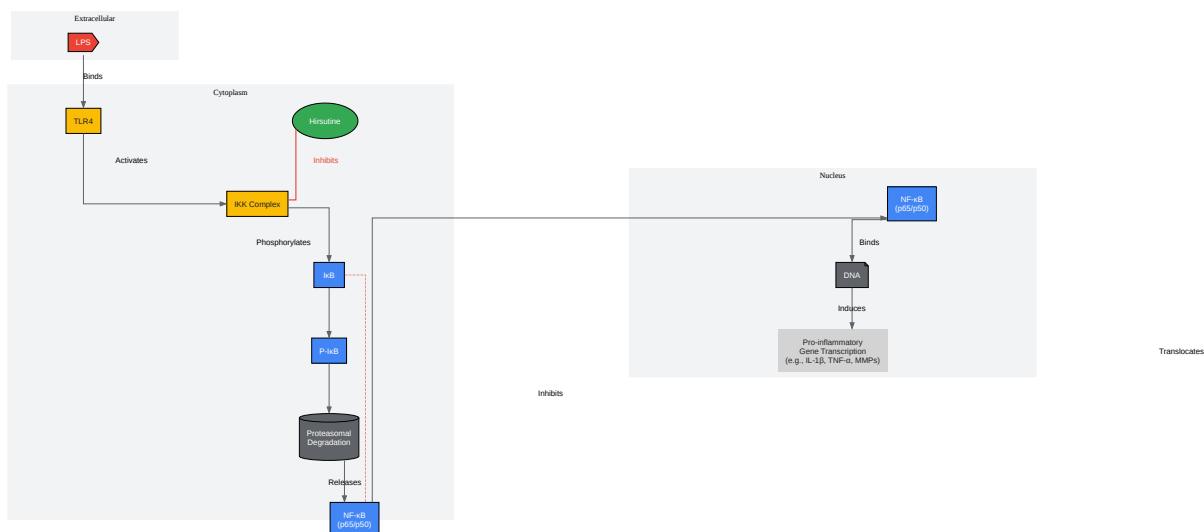 Extracellular
LPS
Binds
Cytoplasm
TLR4
Hirsutine
Activates
Inhibits
IKK Complex
Phosphorylates
IκB
P-IκB
Proteasomal
Degradation
Releases
NF-κB
(p65/p50)
Inhibits
Nucleus
NF-κB
(p65/p50)
Binds
DNA
Induces
Pro-inflammatory
Gene Transcription
(e.g., IL-1β, TNF-α, MMPs)
Translocates